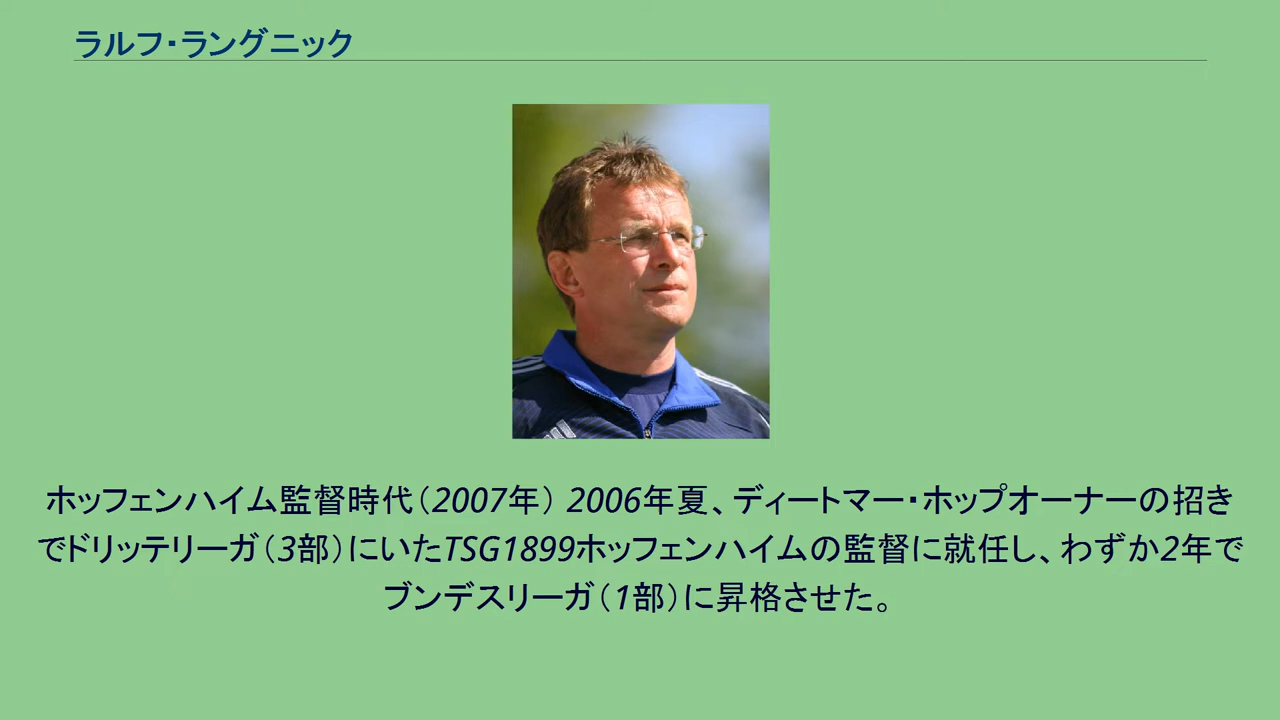 ラルフ・ラングニック
ホッフェンハイム監督時代（2007年） 2006年夏、ディートマー・ホップオーナーの招き
でドリッテリーガ（3部）にいたTSG1899ホッフェンハイムの監督に就任し、わずか2年で
ブンデスリーガ（1部）に昇格させた。